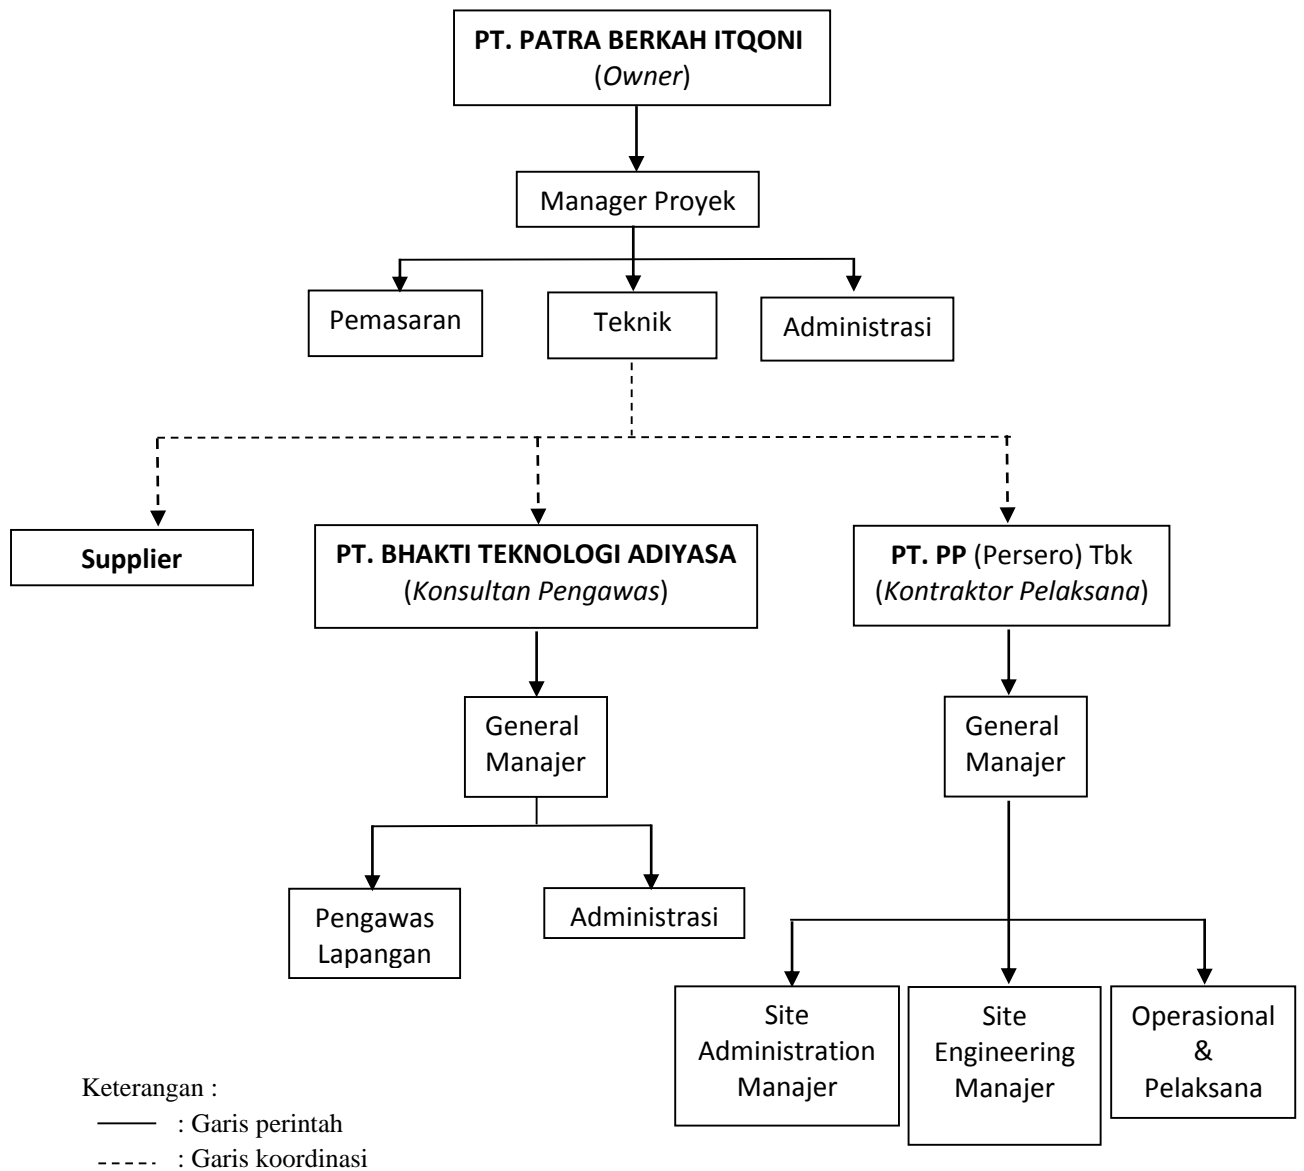 PT. PATRA BERKAH ITQONI
(Owner)
Manager Proyek
Pemasaran
Teknik
Administrasi
Supplier
PT. BHAKTI TEKNOLOGI ADIYASA
(Konsultan Pengawas)
PT. PP (Persero) Tbk
(Kontraktor Pelaksana)
General
Manajer
General
Manajer
Pengawas
Lapangan
Administrasi
Site
Administration
Manajer
Site
Engineering
Manajer
Operasional
&
Pelaksana
Keterangan :
: Garis perintah
: Garis koordinasi